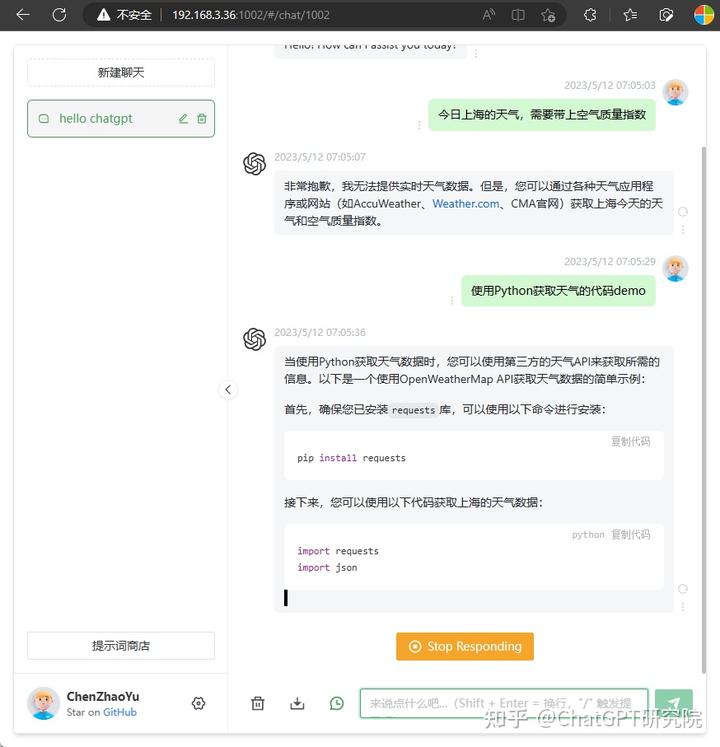 不安全
192.168.3.36:1002/#/chat/1002
新建聊天
hello chatgpt
Hello! How can I assist you today?
2023/5/12 07:05:03
今日上海的天气，需要带上空气质量指数
2023/5/12 07:05:07
非常抱歉，我无法提供实时天气数据。但是，您可以通过各种天气应用程
序或网站（如AccuWeather、Weather.com、CMA官网）获取上海今天的天
气和空气质量指数。
2023/5/12 07:05:29
使用Python获取天气的代码demo
2023/5/12 07:05:36
当使用Python获取天气数据时，您可以使用第三方的天气API来获取所需的
信息。以下是一个使用OpenWeatherMap API获取天气数据的简单示例：
首先，确保您已安装 requests 库，可以使用以下命令进行安装：
复制代码
pip install requests
接下来，您可以使用以下代码获取上海的天气数据：
python 复制代码
import requests
import json
Stop Responding
提示词商店
ChenZhaoYu
Star on GitHub
来说点什么吧...（Shift + Enter = 换行，"/" 触发提
知乎 @ChatGPT研究院